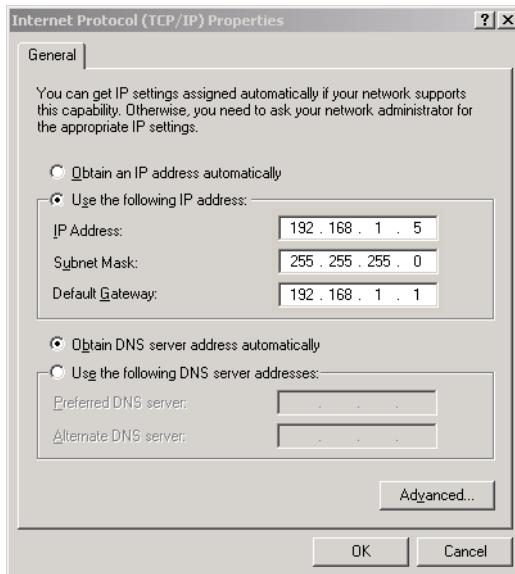 Internet Protocol (TCP/IP) Properties
General
You can get IP settings assigned automatically if your network supports
this capability. Otherwise, you need to ask your network administrator for
the appropriate IP settings.
Obtain an IP address automatically
Use the following IP address:
IP Address: 192 . 168 . 1 . 5
Subnet Mask: 255 . 255 . 255 . 0
Default Gateway: 192 . 168 . 1 . 1
Obtain DNS server address automatically
Use the following DNS server addresses:
Preferred DNS server: . . .
Alternate DNS server: . . .
Advanced...
OK Cancel